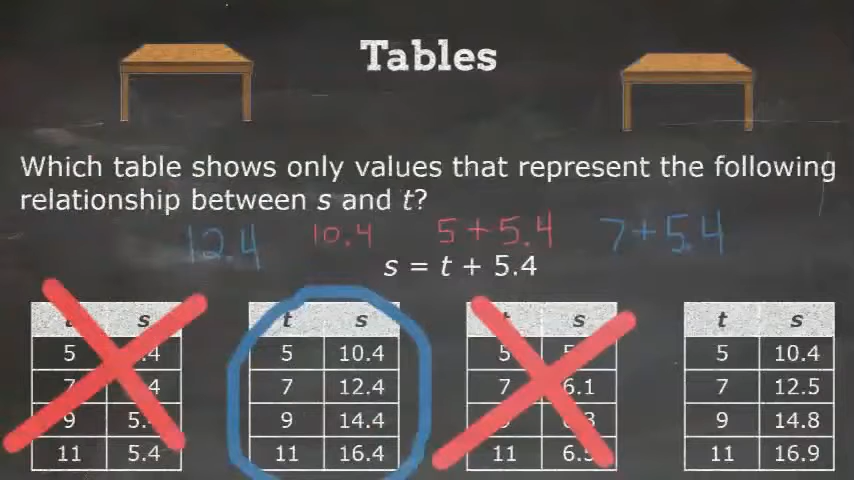 Tables
Which table shows only values that represent the following
relationship between s and t?
12.4 10.4 5+5.4 7+5.4
s = t + 5.4
s t s s t s
5 5 10.4 5 5 10.4
7 12.4 7 6.1 7 12.5
9 9 14.4 9 14.8
11 5.4 11 16.4 11 11 16.9